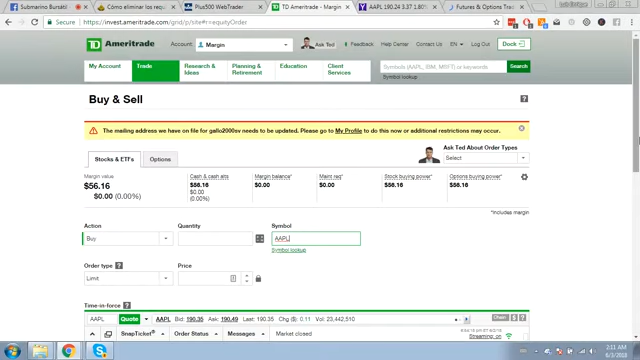 Submarino Bursátil
Cómo eliminar los requ
Plus500 WebTrader
TD Ameritrade - Margin
AAPL 190.24 3.37 1.80%
Futures & Options Trad
Secure
https://invest.ameritrade.com/grid/p/site#r=equityOrder
TD Ameritrade
Account
Margin
Ask Ted
Feedback
Help Center
Contact Us
EN
Log Out
Dock
My Account
Trade
Research & Ideas
Planning & Retirement
Education
Client Services
Symbols (AAPL, IBM, MSFT) or keywords
Search
Symbol lookup
Buy & Sell
The mailing address we have on file for gallo2000sv needs to be updated. Please go to My Profile to do this now or additional restrictions may occur.
Ask Ted About Order Types
Stocks & ETFs
Options
Select
Margin value
Cash & cash alts
Margin balance*
Maint req*
Stock buying power*
Options buying power*
$56.16
$56.16
$0.00
$0.00
$56.16
$56.16
$0.00 (0.00%)
$0.00
(0.00%)
*Includes margin
Action
Quantity
Symbol
Buy
AAPL
Symbol lookup
Order type
Price
Limit
Time-in-force
AAPL
Quote
AAPL
Bid: 190.35
Ask: 190.49
Last: 190.35
Chg ($): 0.11
Vol: 23,442,510
Chain
SnapTicket
Order Status
Messages
Market closed
Streaming: on
2:11 AM
6/3/2018